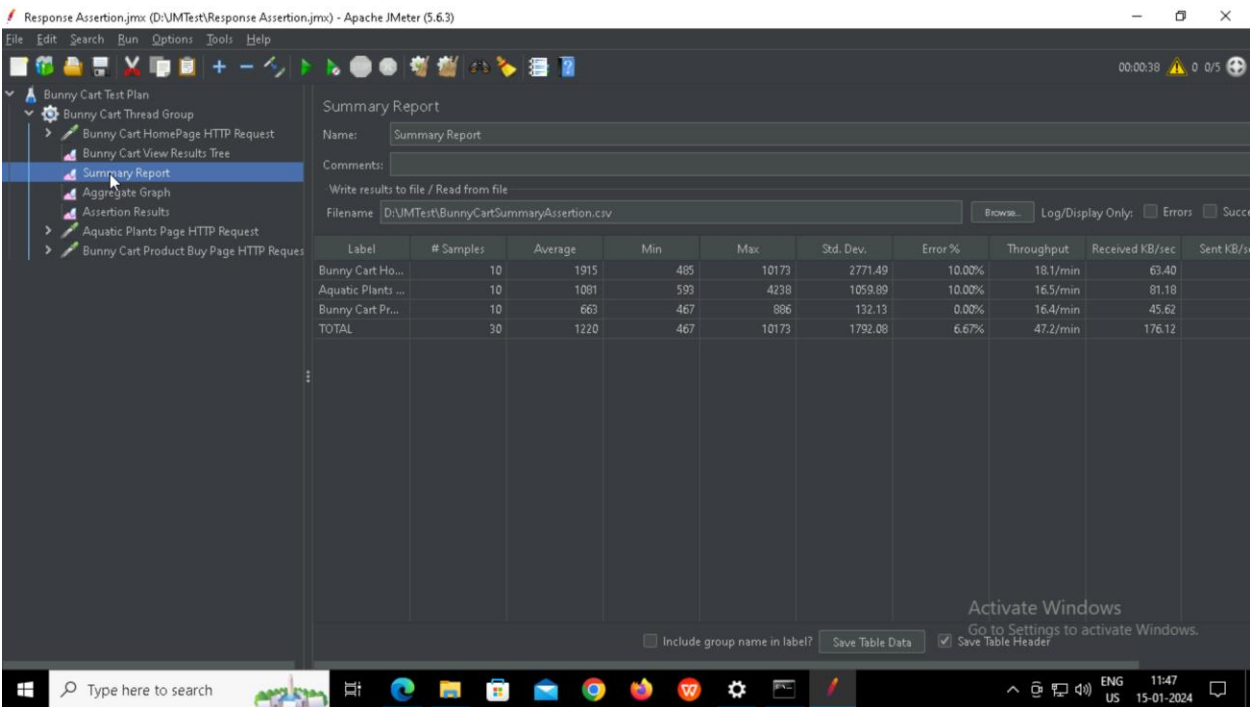 Response Assertion.jmx (D:\JMTest\Response Assertion.jmx) - Apache JMeter (5.6.3)
File Edit Search Run Options Tools Help
00:00:38 0 0/5
Bunny Cart Test Plan
Bunny Cart Thread Group
Bunny Cart HomePage HTTP Request
Bunny Cart View Results Tree
Summary Report
Aggregate Graph
Assertion Results
Aquatic Plants Page HTTP Request
Bunny Cart Product Buy Page HTTP Reques
Summary Report
Name: Summary Report
Comments:
Write results to file / Read from file
Filename D:\JMTest\BunnyCartSummaryAssertion.csv Browse... Log/Display Only: Errors Succe
Label # Samples Average Min Max Std. Dev. Error % Throughput Received KB/sec Sent KB/s
Bunny Cart Ho... 10 1915 485 10173 2771.49 10.00% 18.1/min 63.40
Aquatic Plants ... 10 1081 593 4238 1059.89 10.00% 16.5/min 81.18
Bunny Cart Pr... 10 663 467 886 132.13 0.00% 16.4/min 45.62
TOTAL 30 1220 467 10173 1792.08 6.67% 47.2/min 176.12
Activate Windows
Go to Settings to activate Windows.
Include group name in label? Save Table Data Save Table Header
Type here to search
ENG US
11:47
15-01-2024